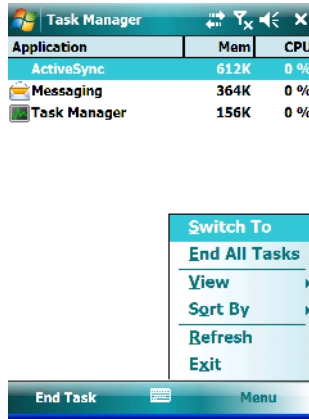 Task Manager
Application Mem CPU
ActiveSync 612K 0 %
Messaging 364K 0 %
Task Manager 156K 0 %
Switch To
End All Tasks
View
Sort By
Refresh
Exit
End Task Menu